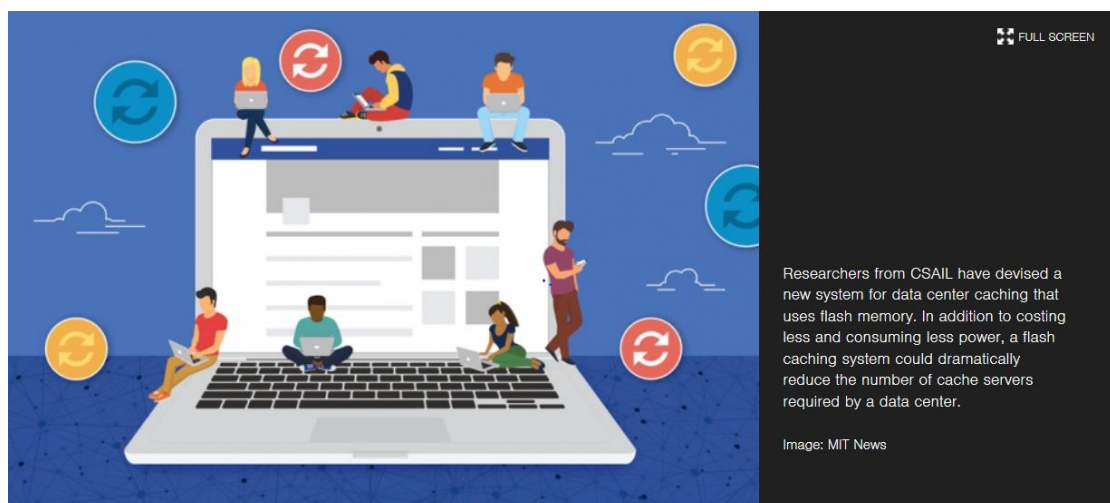 FULL SCREEN
Researchers from CSAIL have devised a
new system for data center caching that
uses flash memory. In addition to costing
less and consuming less power, a flash
caching system could dramatically
reduce the number of cache servers
required by a data center.
Image: MIT News